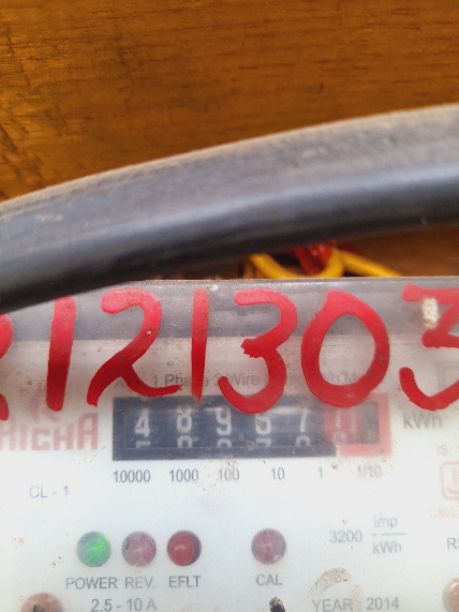 2121303
1 Phase 2 Wire
48967
kWh
10000 1000 100 10 1 1/10
CL - 1
3200 imp/kWh
POWER REV. EFLT CAL
2.5 - 10 A YEAR : 2014